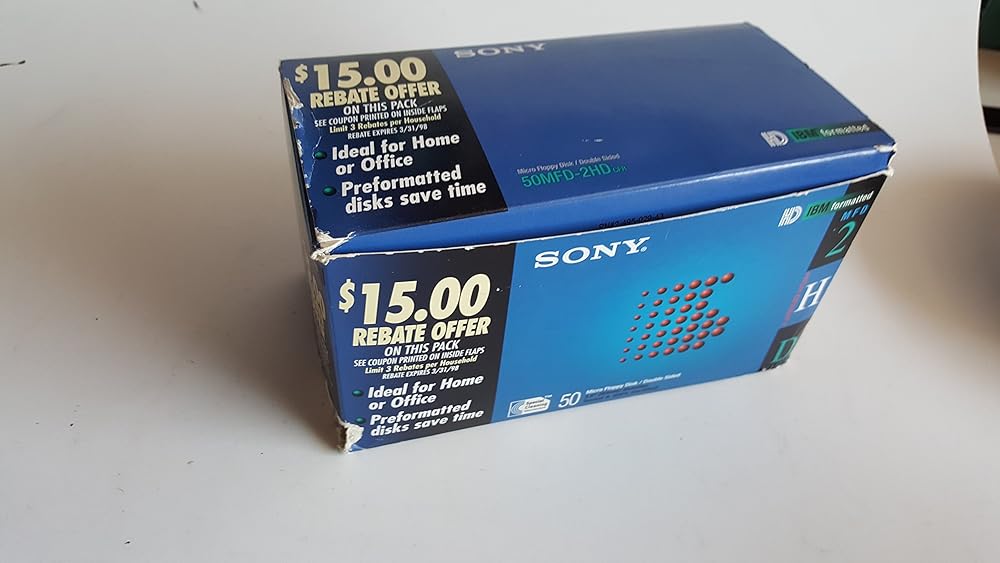 SONY
$15.00
REBATE OFFER
ON THIS PACK
SEE COUPON PRINTED ON INSIDE FLAPS
Limit 3 Rebates per Household
REBATE EXPIRES 3/31/98
Ideal for Home
or Office
Preformatted
disks save time
Micro Floppy Disk / Double Sided
50MFD-2HD
HD IBM formatted
SONY
$15.00
REBATE OFFER
ON THIS PACK
SEE COUPON PRINTED ON INSIDE FLAPS
Limit 3 Rebates per Household
REBATE EXPIRES 3/31/98
Ideal for Home
or Office
Preformatted
disks save time
HD IBM formatted
MFD
2
H
D
50
Micro Floppy Disk / Double Sided